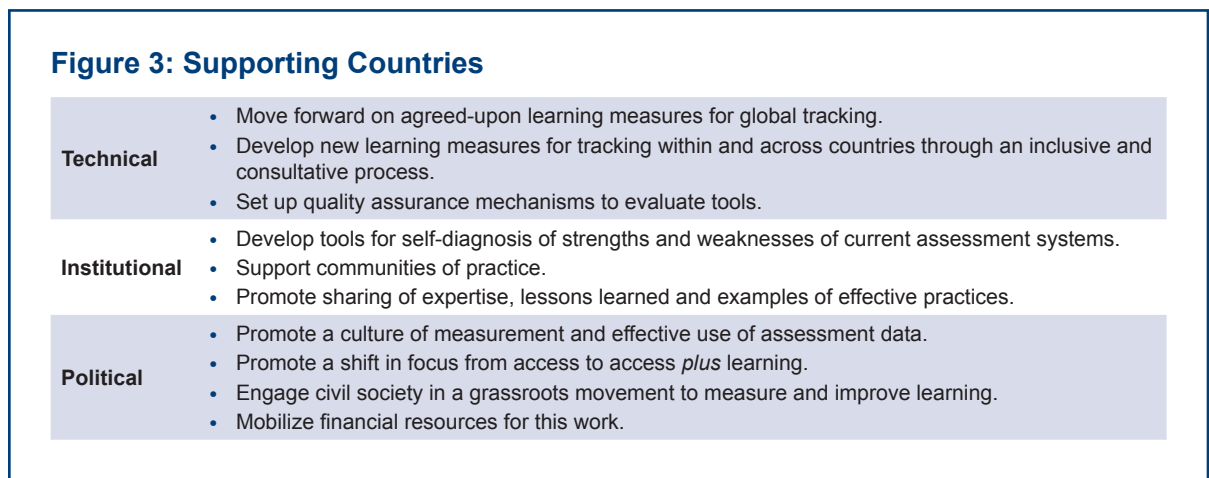 Figure 3: Supporting Countries
Technical
• Move forward on agreed-upon learning measures for global tracking.
• Develop new learning measures for tracking within and across countries through an inclusive and
consultative process.
• Set up quality assurance mechanisms to evaluate tools.
Institutional
• Develop tools for self-diagnosis of strengths and weaknesses of current assessment systems.
• Support communities of practice.
• Promote sharing of expertise, lessons learned and examples of effective practices.
Political
• Promote a culture of measurement and effective use of assessment data.
• Promote a shift in focus from access to access plus learning.
• Engage civil society in a grassroots movement to measure and improve learning.
• Mobilize financial resources for this work.